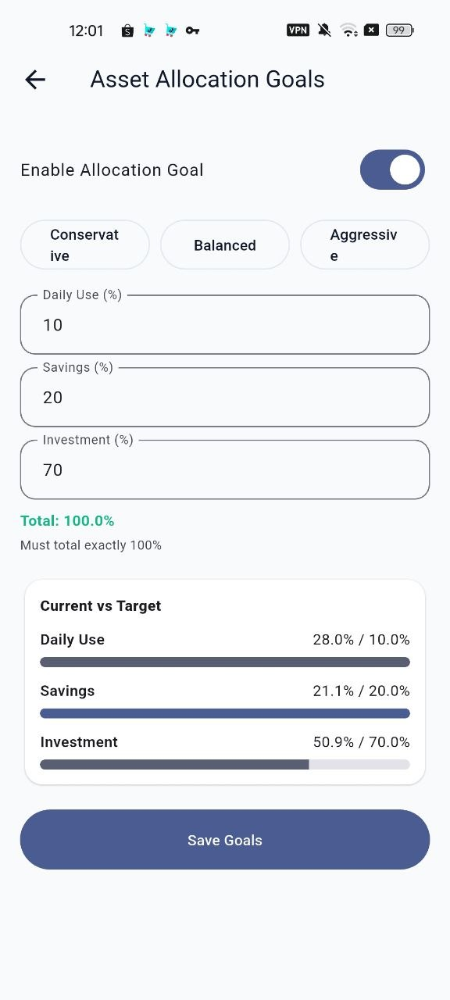 12:01 VPN 99
Asset Allocation Goals
Enable Allocation Goal
Conservat
ive
Balanced
Aggressiv
e
Daily Use (%)
10
Savings (%)
20
Investment (%)
70
Total: 100.0%
Must total exactly 100%
Current vs Target
Daily Use 28.0% / 10.0%
Savings 21.1% / 20.0%
Investment 50.9% / 70.0%
Save Goals